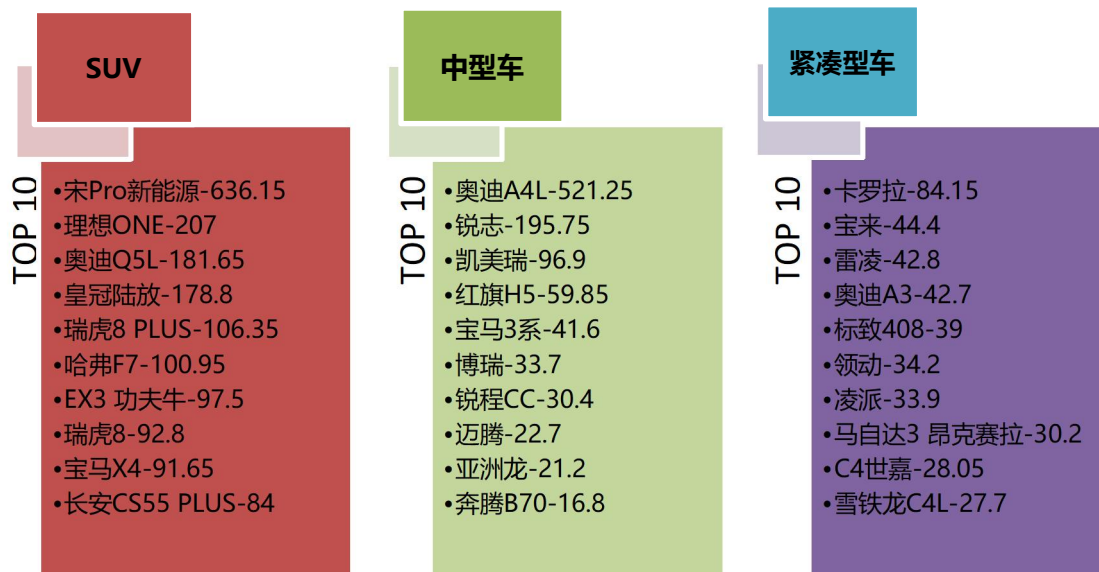 SUV
TOP 10
•宋Pro新能源-636.15
•理想ONE-207
•奥迪Q5L-181.65
•皇冠陆放-178.8
•瑞虎8 PLUS-106.35
•哈弗F7-100.95
•EX3 功夫牛-97.5
•瑞虎8-92.8
•宝马X4-91.65
•长安CS55 PLUS-84
中型车
TOP 10
•奥迪A4L-521.25
•锐志-195.75
•凯美瑞-96.9
•红旗H5-59.85
•宝马3系-41.6
•博瑞-33.7
•锐程CC-30.4
•迈腾-22.7
•亚洲龙-21.2
•奔腾B70-16.8
紧凑型车
TOP 10
•卡罗拉-84.15
•宝来-44.4
•雷凌-42.8
•奥迪A3-42.7
•标致408-39
•领动-34.2
•凌派-33.9
•马自达3 昂克赛拉-30.2
•C4世嘉-28.05
•雪铁龙C4L-27.7